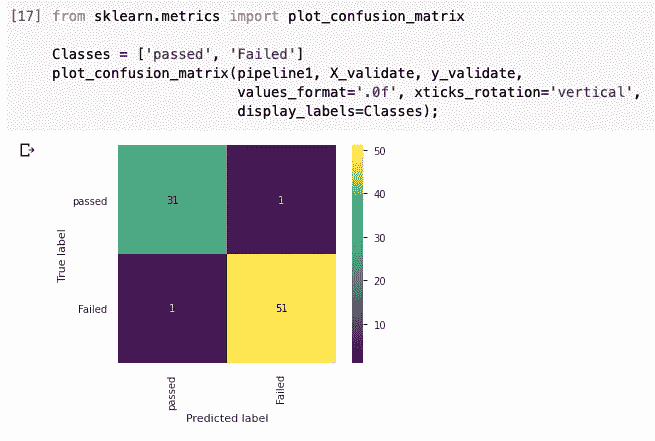 [17] from sklearn.metrics import plot_confusion_matrix
Classes = ['passed', 'Failed']
plot_confusion_matrix(pipeline1, X_validate, y_validate,
values_format='.0f', xticks_rotation='vertical',
display_labels=Classes);
50
passed 31 1 40
True label
30
20
Failed 1 51
10
passed Failed
Predicted label